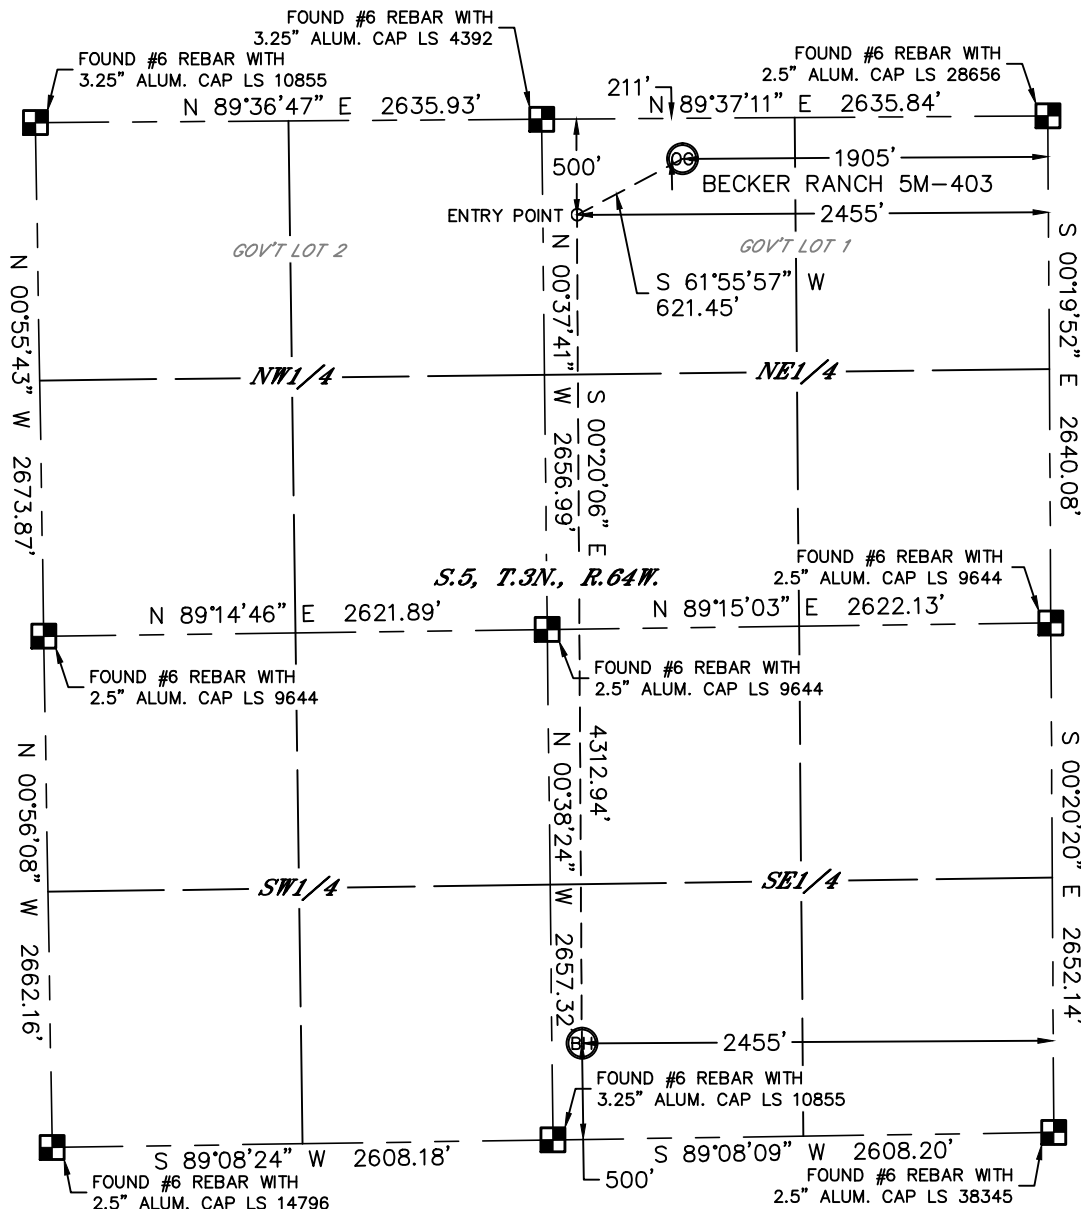 FOUND #6 REBAR WITH
3.25" ALUM. CAP LS 4392
FOUND #6 REBAR WITH
3.25" ALUM. CAP LS 10855
FOUND #6 REBAR WITH
2.5" ALUM. CAP LS 28656
N 89°36'47" E 2635.93'
211'
N 89°37'11" E 2635.84'
500'
OG
1905'
BECKER RANCH 5M-403
ENTRY POINT
2455'
GOV'T LOT 2
GOV'T LOT 1
S 61°55'57" W
621.45'
N 00°55'43" W 2673.87'
N 00°37'41" W 2656.99'
S 00°20'06" E
4312.94'
S 00°19'52" E 2640.08'
NW1/4
NE1/4
S.5, T.3N., R.64W.
FOUND #6 REBAR WITH
2.5" ALUM. CAP LS 9644
N 89°14'46" E 2621.89'
N 89°15'03" E 2622.13'
FOUND #6 REBAR WITH
2.5" ALUM. CAP LS 9644
FOUND #6 REBAR WITH
2.5" ALUM. CAP LS 9644
N 00°56'08" W 2662.16'
N 00°38'24" W 2657.32'
S 00°20'20" E 2652.14'
SW1/4
SE1/4
BH
2455'
FOUND #6 REBAR WITH
3.25" ALUM. CAP LS 10855
S 89°08'24" W 2608.18'
S 89°08'09" W 2608.20'
500'
FOUND #6 REBAR WITH
2.5" ALUM. CAP LS 14796
FOUND #6 REBAR WITH
2.5" ALUM. CAP LS 38345